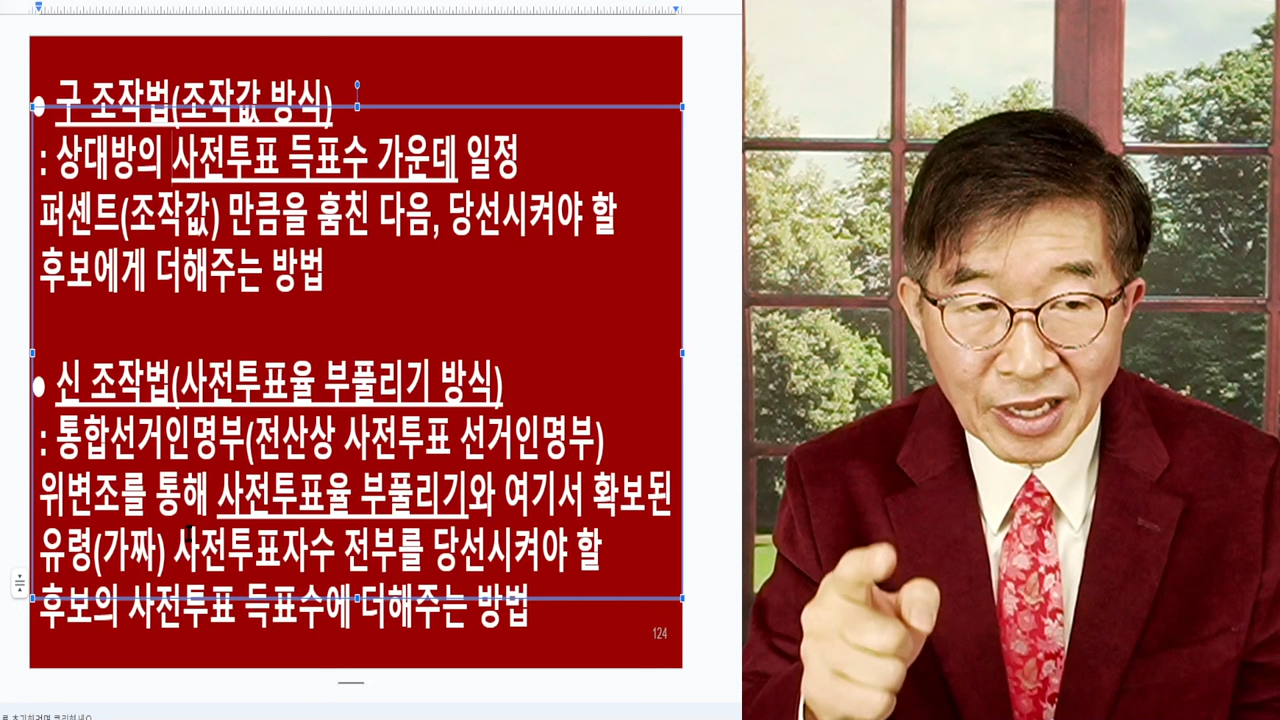 ● 구 조작법(조작값 방식)
: 상대방의 사전투표 득표수 가운데 일정
퍼센트(조작값) 만큼을 훔친 다음, 당선시켜야 할
후보에게 더해주는 방법
● 신 조작법(사전투표율 부풀리기 방식)
: 통합선거인명부(전산상 사전투표 선거인명부)
위변조를 통해 사전투표율 부풀리기와 여기서 확보된
유령(가짜) 사전투표자수 전부를 당선시켜야 할
후보의 사전투표 득표수에 더해주는 방법
124